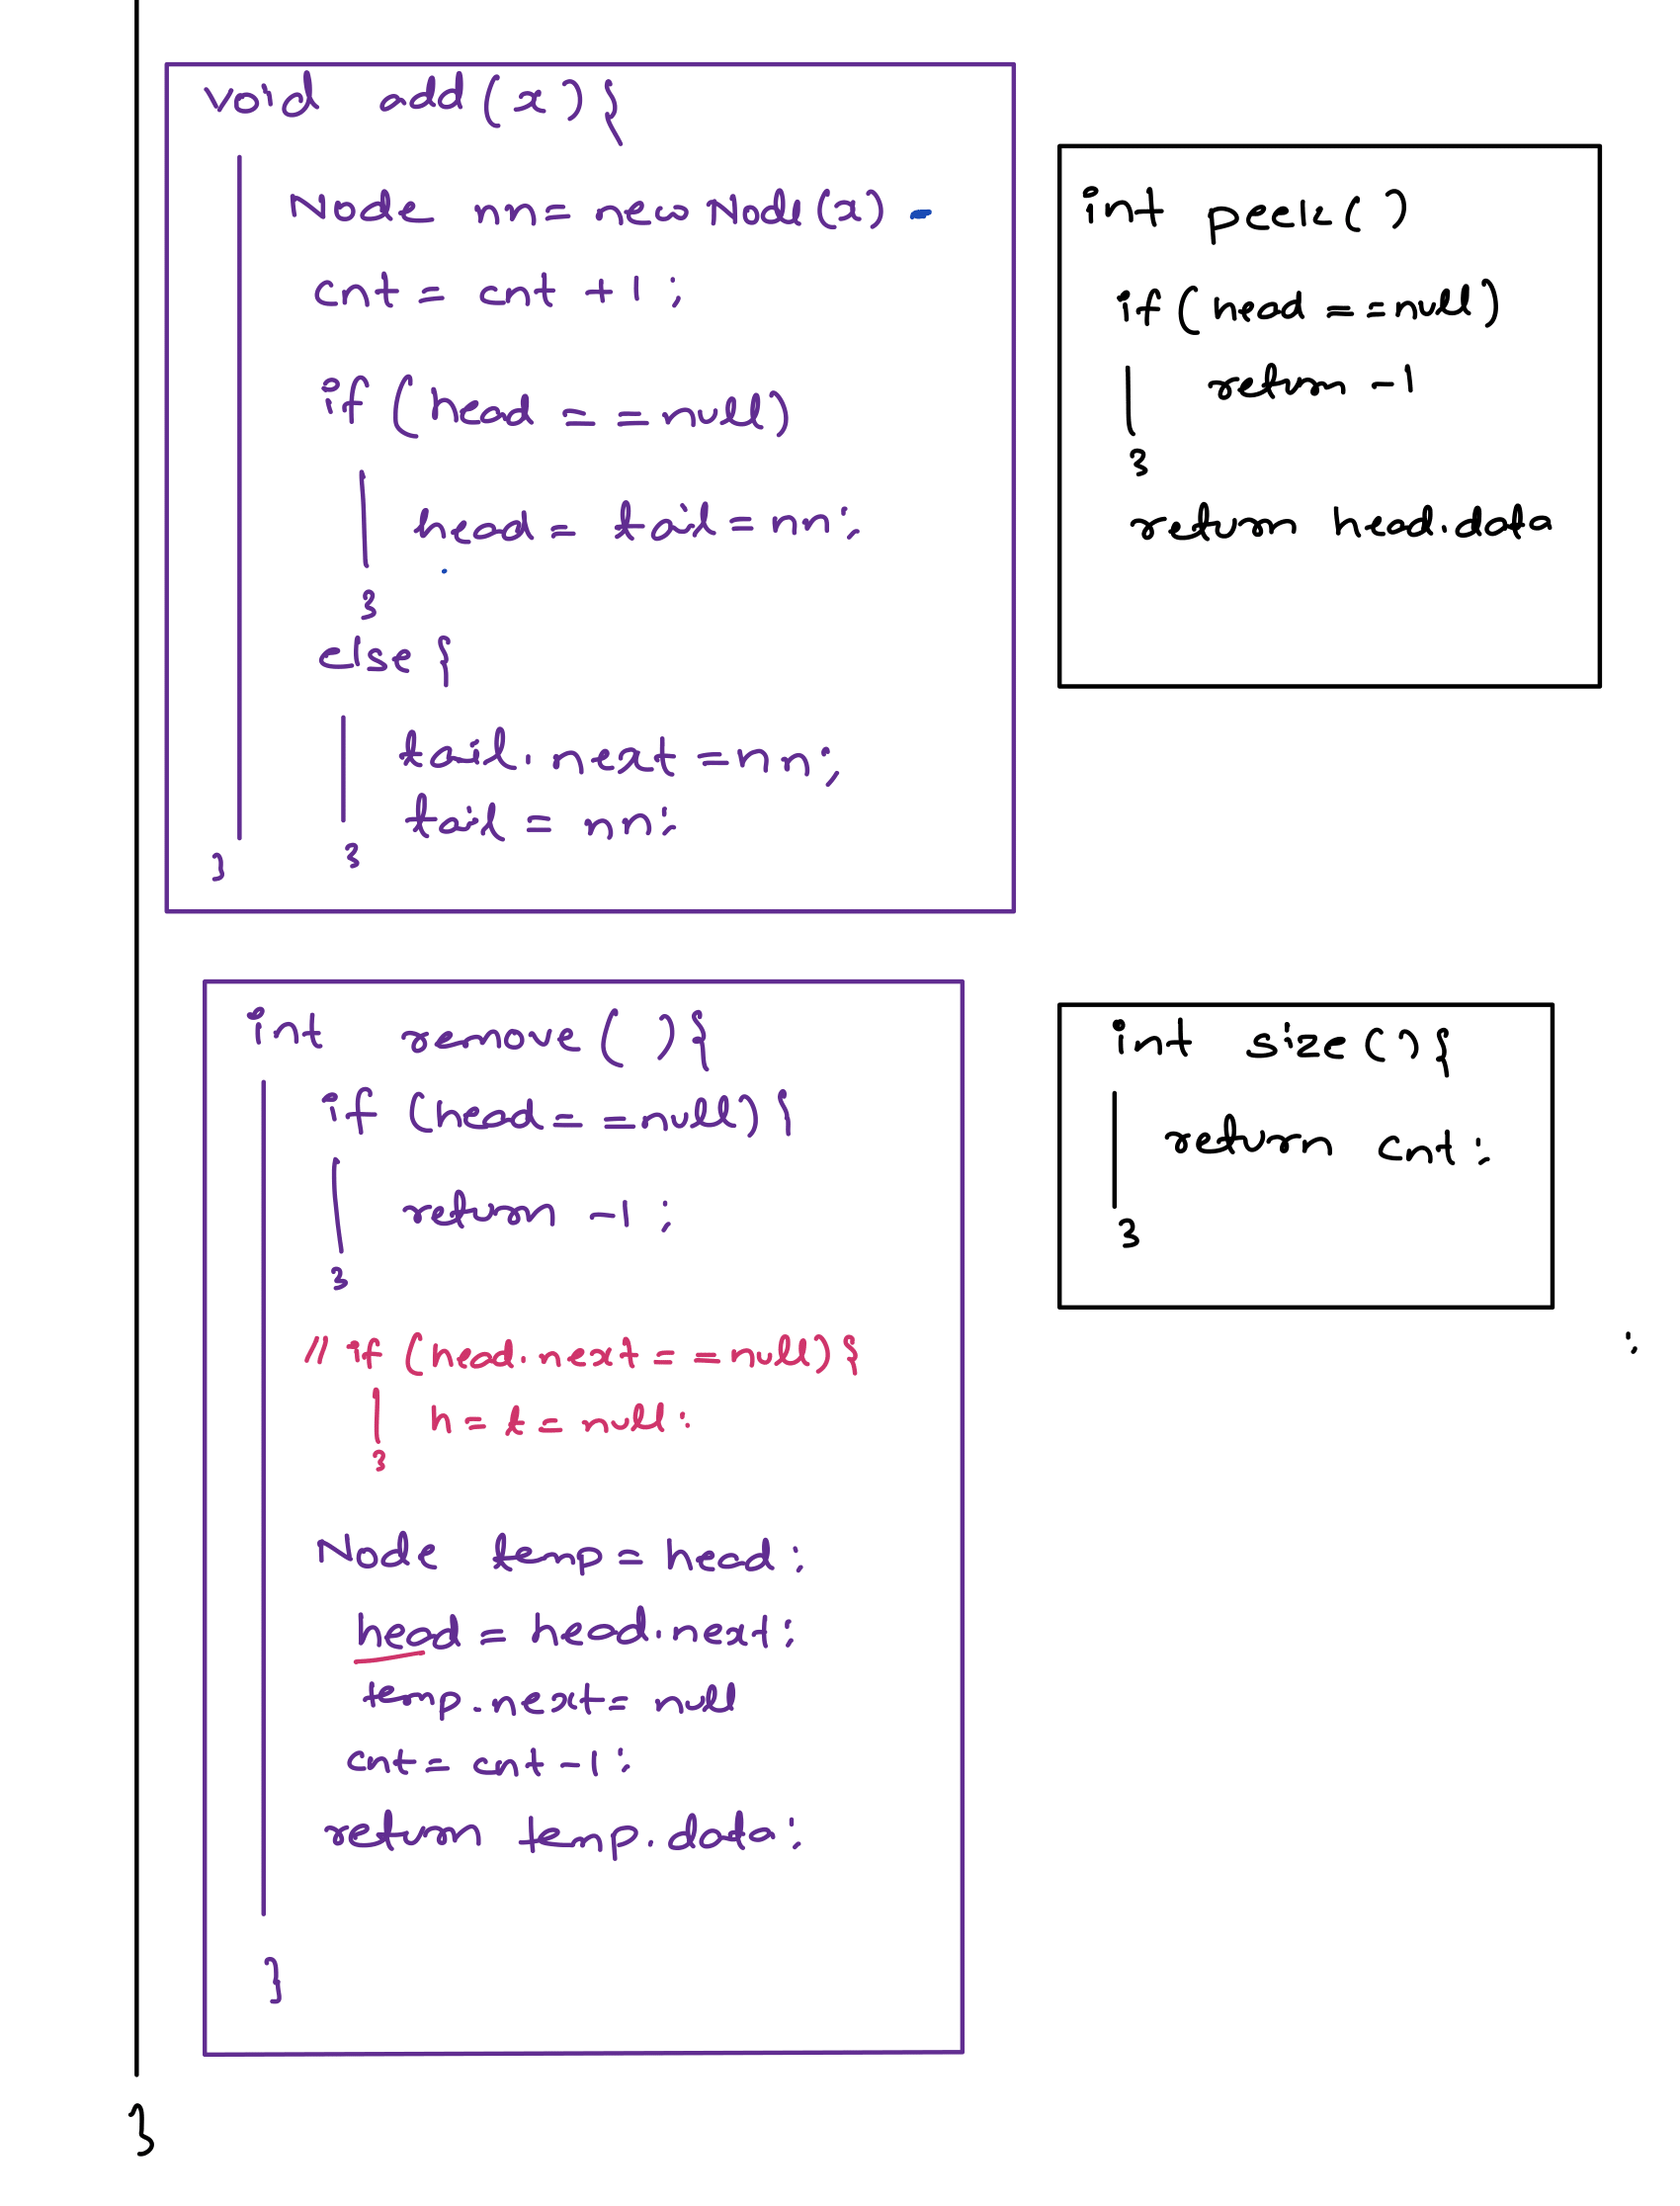 void add(x){
Node nn= new Node(x)
cnt = cnt +1 ;
if (head ==null)
head= tail=nn;
}
else {
tail. next =nn;
tail = nn;
}
}
int peek( )
if (head ==null)
return -1
}
return head.data
int remove( ){
if (head==null){
return -1 ;
}
// if (head.next ==null){
h= t= null;
}
Node temp=head ;
head = head.next ;
temp.next= null
cnt= cnt -1 ;
return temp.data ;
}
int size(){
return cnt ;
}
;
}